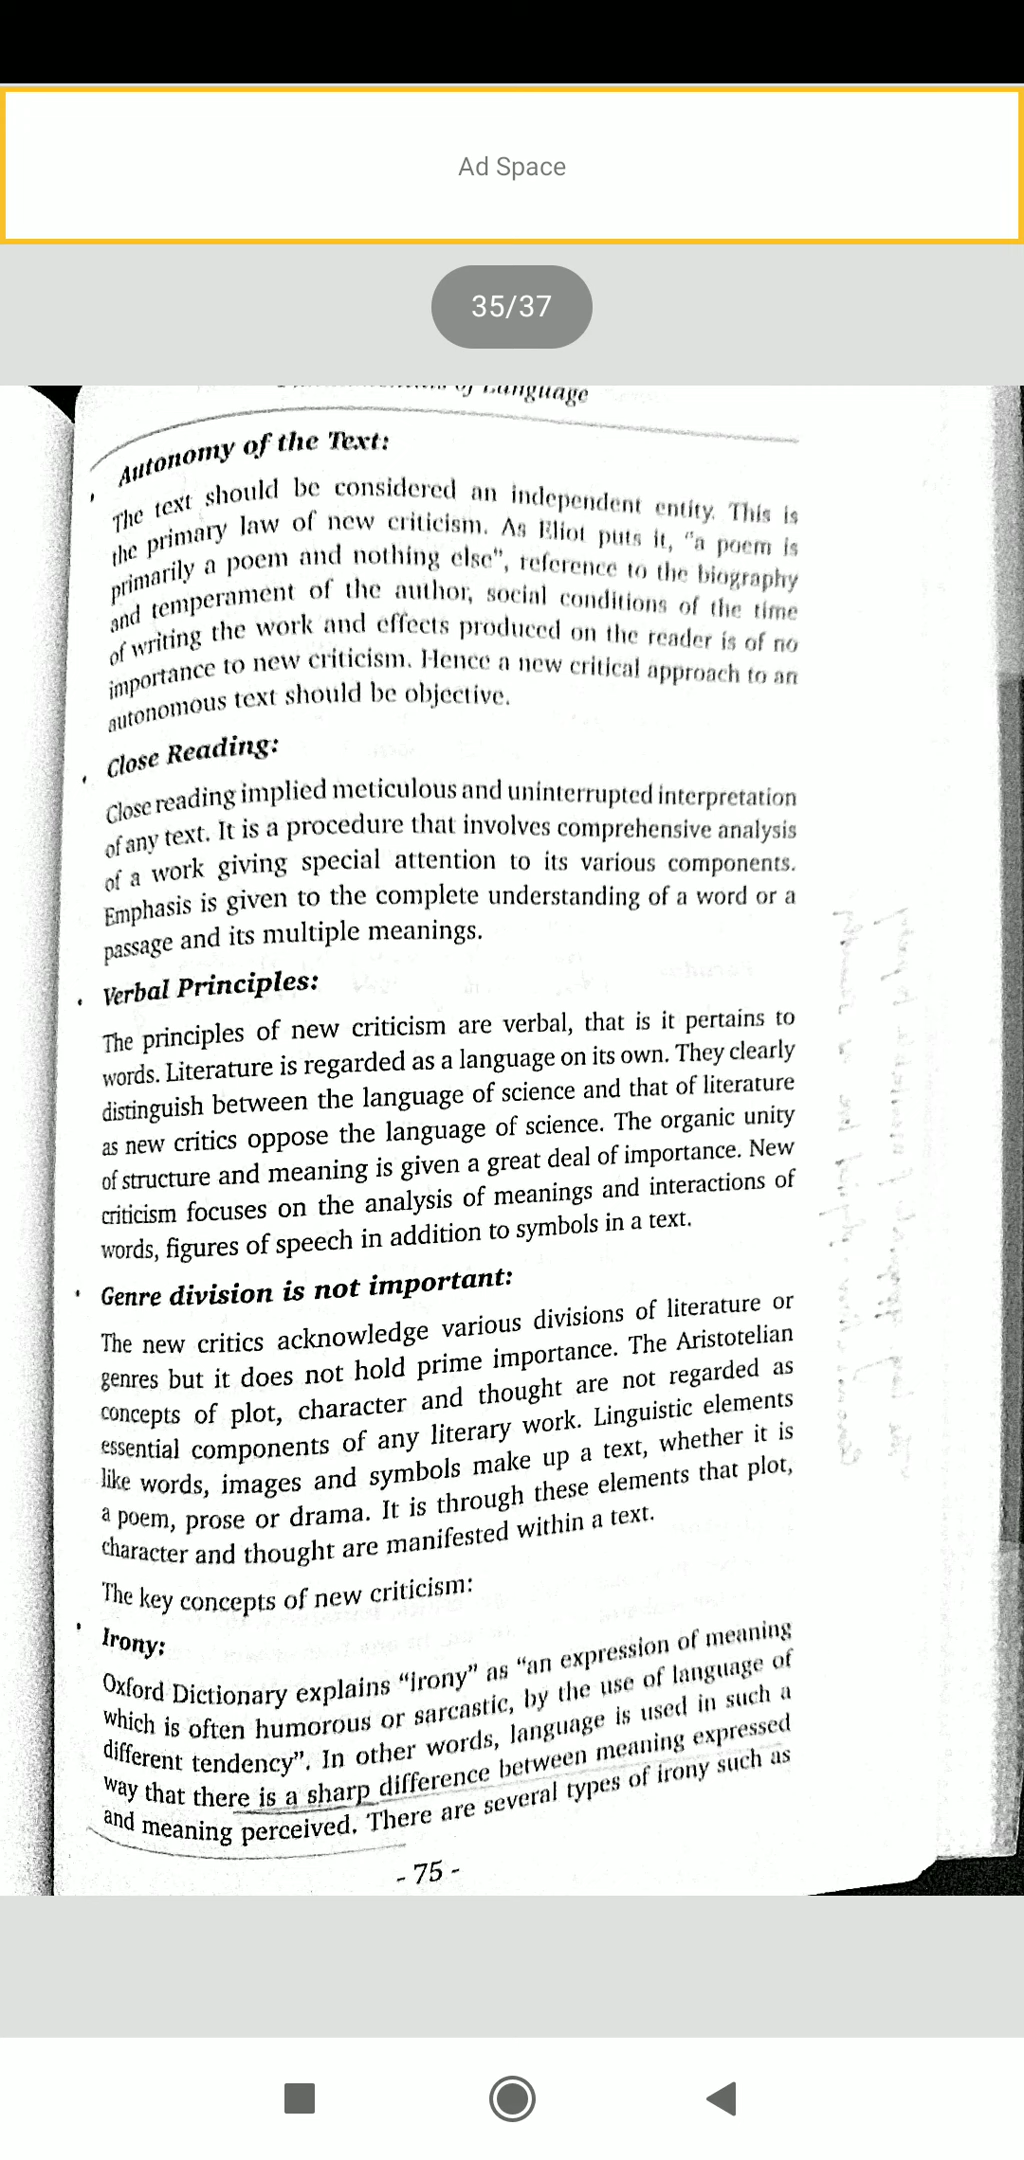 Ad Space
35/37
of Language
Autonomy of the Text:
The text should be considered an independent entity. This is
the primary law of new criticism. As Eliot puts it, "a poem is
primarily a poem and nothing else", reference to the biography
and temperament of the author, social conditions of the time
of writing the work and effects produced on the reader is of no
importance to new criticism. Hence a new critical approach to an
autonomous text should be objective.
Close Reading:
Close reading implied meticulous and uninterrupted interpretation
of any text. It is a procedure that involves comprehensive analysis
of a work giving special attention to its various components.
Emphasis is given to the complete understanding of a word or a
passage and its multiple meanings.
Verbal Principles:
The principles of new criticism are verbal, that is it pertains to
words. Literature is regarded as a language on its own. They clearly
distinguish between the language of science and that of literature
as new critics oppose the language of science. The organic unity
of structure and meaning is given a great deal of importance. New
criticism focuses on the analysis of meanings and interactions of
words, figures of speech in addition to symbols in a text.
Genre division is not important:
The new critics acknowledge various divisions of literature or
genres but it does not hold prime importance. The Aristotelian
concepts of plot, character and thought are not regarded as
essential components of any literary work. Linguistic elements
like words, images and symbols make up a text, whether it is
a poem, prose or drama. It is through these elements that plot,
character and thought are manifested within a text.
The key concepts of new criticism:
Irony:
Oxford Dictionary explains "irony" as "an expression of meaning
which is often humorous or sarcastic, by the use of language of
different tendency". In other words, language is used in such a
way that there is a sharp difference between meaning expressed
and meaning perceived. There are several types of irony such as
- 75 -